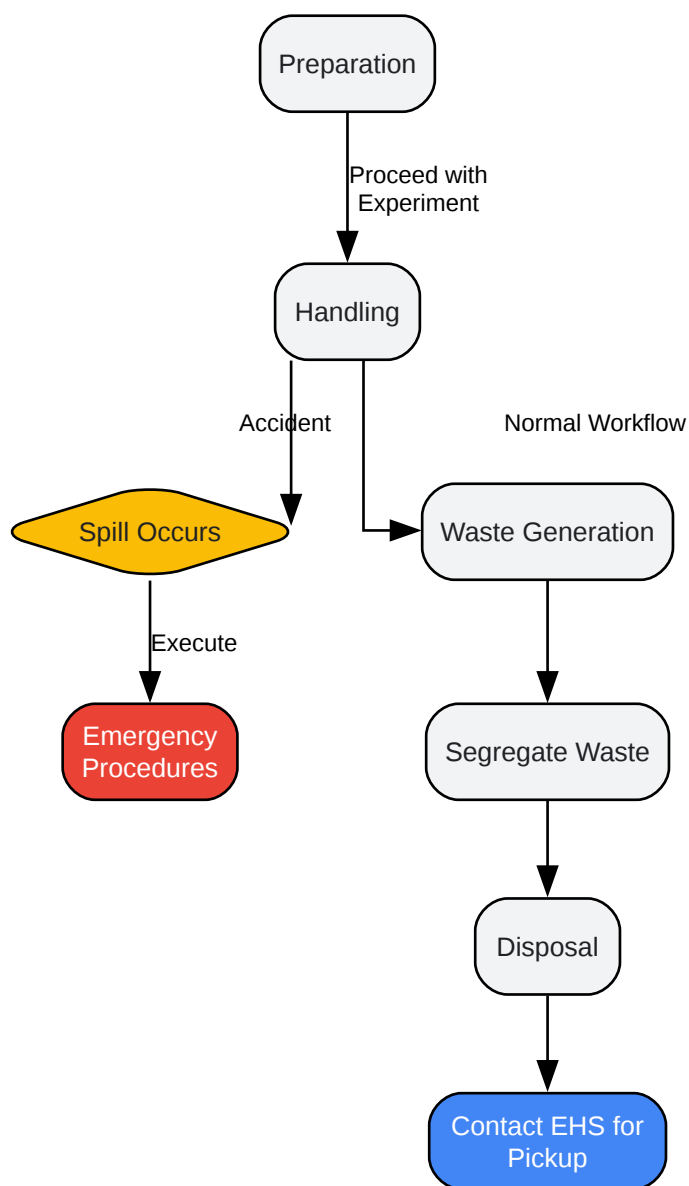 Preparation
Proceed with
Experiment
Handling
Accident
Normal Workflow
Spill Occurs
Waste Generation
Execute
Emergency
Procedures
Segregate Waste
Disposal
Contact EHS for
Pickup